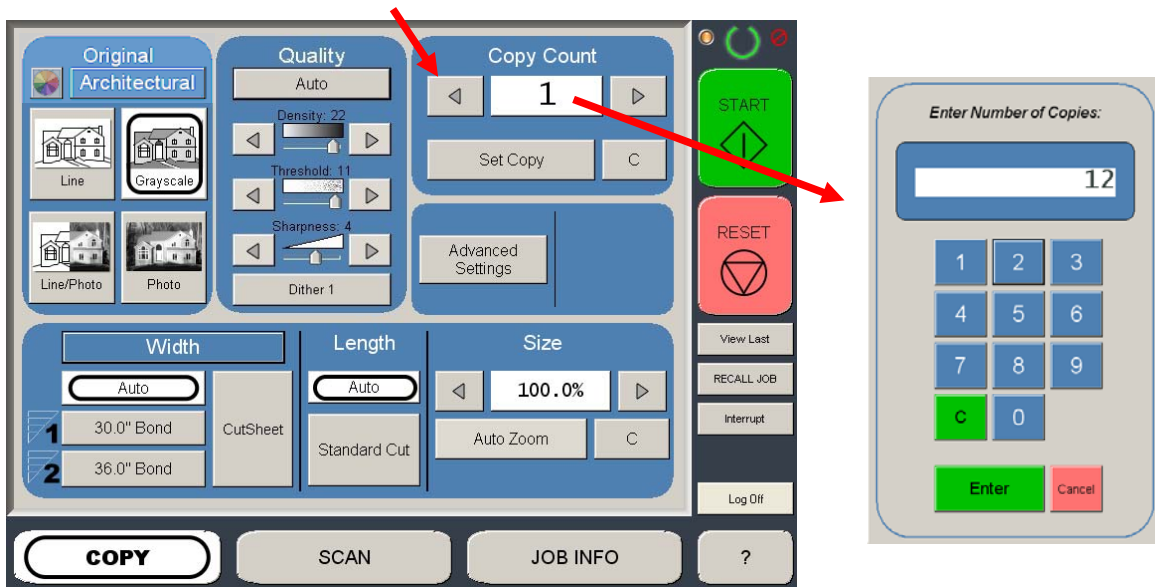 Original
Architectural
Line
Grayscale
Line/Photo
Photo
Quality
Auto
Density: 22
Threshold: 11
Sharpness: 4
Dither 1
Copy Count
1
Set Copy
C
Advanced
Settings
Width
Auto
1
30.0" Bond
2
36.0" Bond
CutSheet
Length
Auto
Standard Cut
Size
100.0%
Auto Zoom
C
START
RESET
View Last
RECALL JOB
Interrupt
Log Off
COPY
SCAN
JOB INFO
?
Enter Number of Copies:
12
1 2 3
4 5 6
7 8 9
C 0
Enter
Cancel